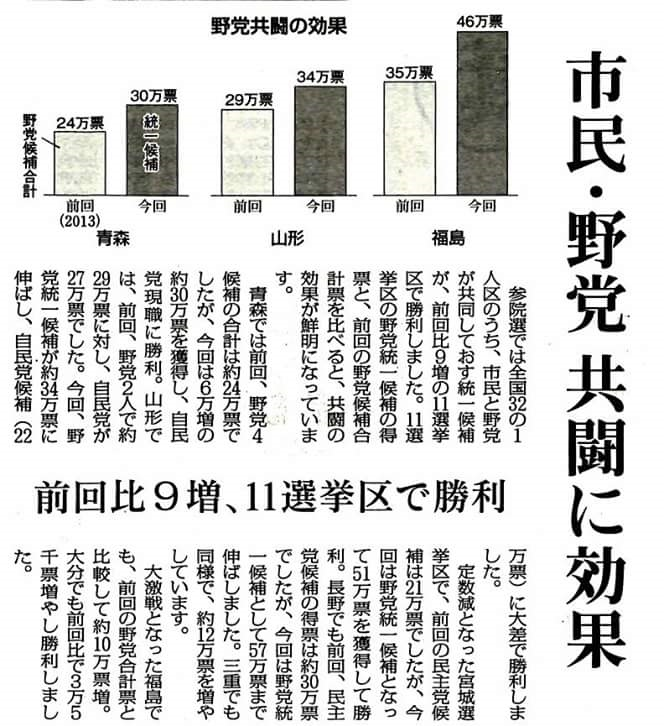 市民・野党 共闘に効果
野党共闘の効果
野党候補合計
24万票
30万票
統一候補
前回
(2013)
今回
青森
29万票
34万票
前回
今回
山形
35万票
46万票
前回
今回
福島
参院選では全国32の1
人区のうち、市民と野党
が共同しておす統一候補
が、前回比9増の11選挙
区で勝利しました。11選
挙区の野党統一候補の得
票と、前回の野党候補合
計票を比べると、共闘の
効果が鮮明になっていま
す。
青森では前回、野党4
候補の合計は約24万票で
したが、今回は6万増の
約30万票を獲得し、自民
党現職に勝利。山形で
は、前回、野党2人で約
29万票に対し、自民党が
27万票でした。今回、野
党統一候補が約34万票に
伸ばし、自民党候補（22
前回比9増、11選挙区で勝利
万票）に大差で勝利しま
した。
定数減となった宮城選
挙区で、前回の民主党候
補は21万票でしたが、今
回は野党統一候補となっ
て51万票を獲得して勝
利。長野でも前回、民主
党候補の得票は約30万票
でしたが、今回は野党統
一候補として57万票まで
伸ばしました。三重でも
同様で、約12万票を増や
しています。
大激戦となった福島で
も、前回の野党合計票と
比較して約10万票増。
大分でも前回比で3万5
千票増やし勝利しまし
た。